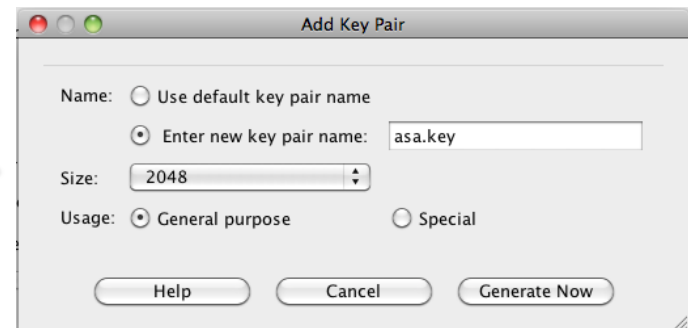 Add Key Pair
Name: Use default key pair name
Enter new key pair name: asa.key
Size: 2048
Usage: General purpose Special
Help Cancel Generate Now